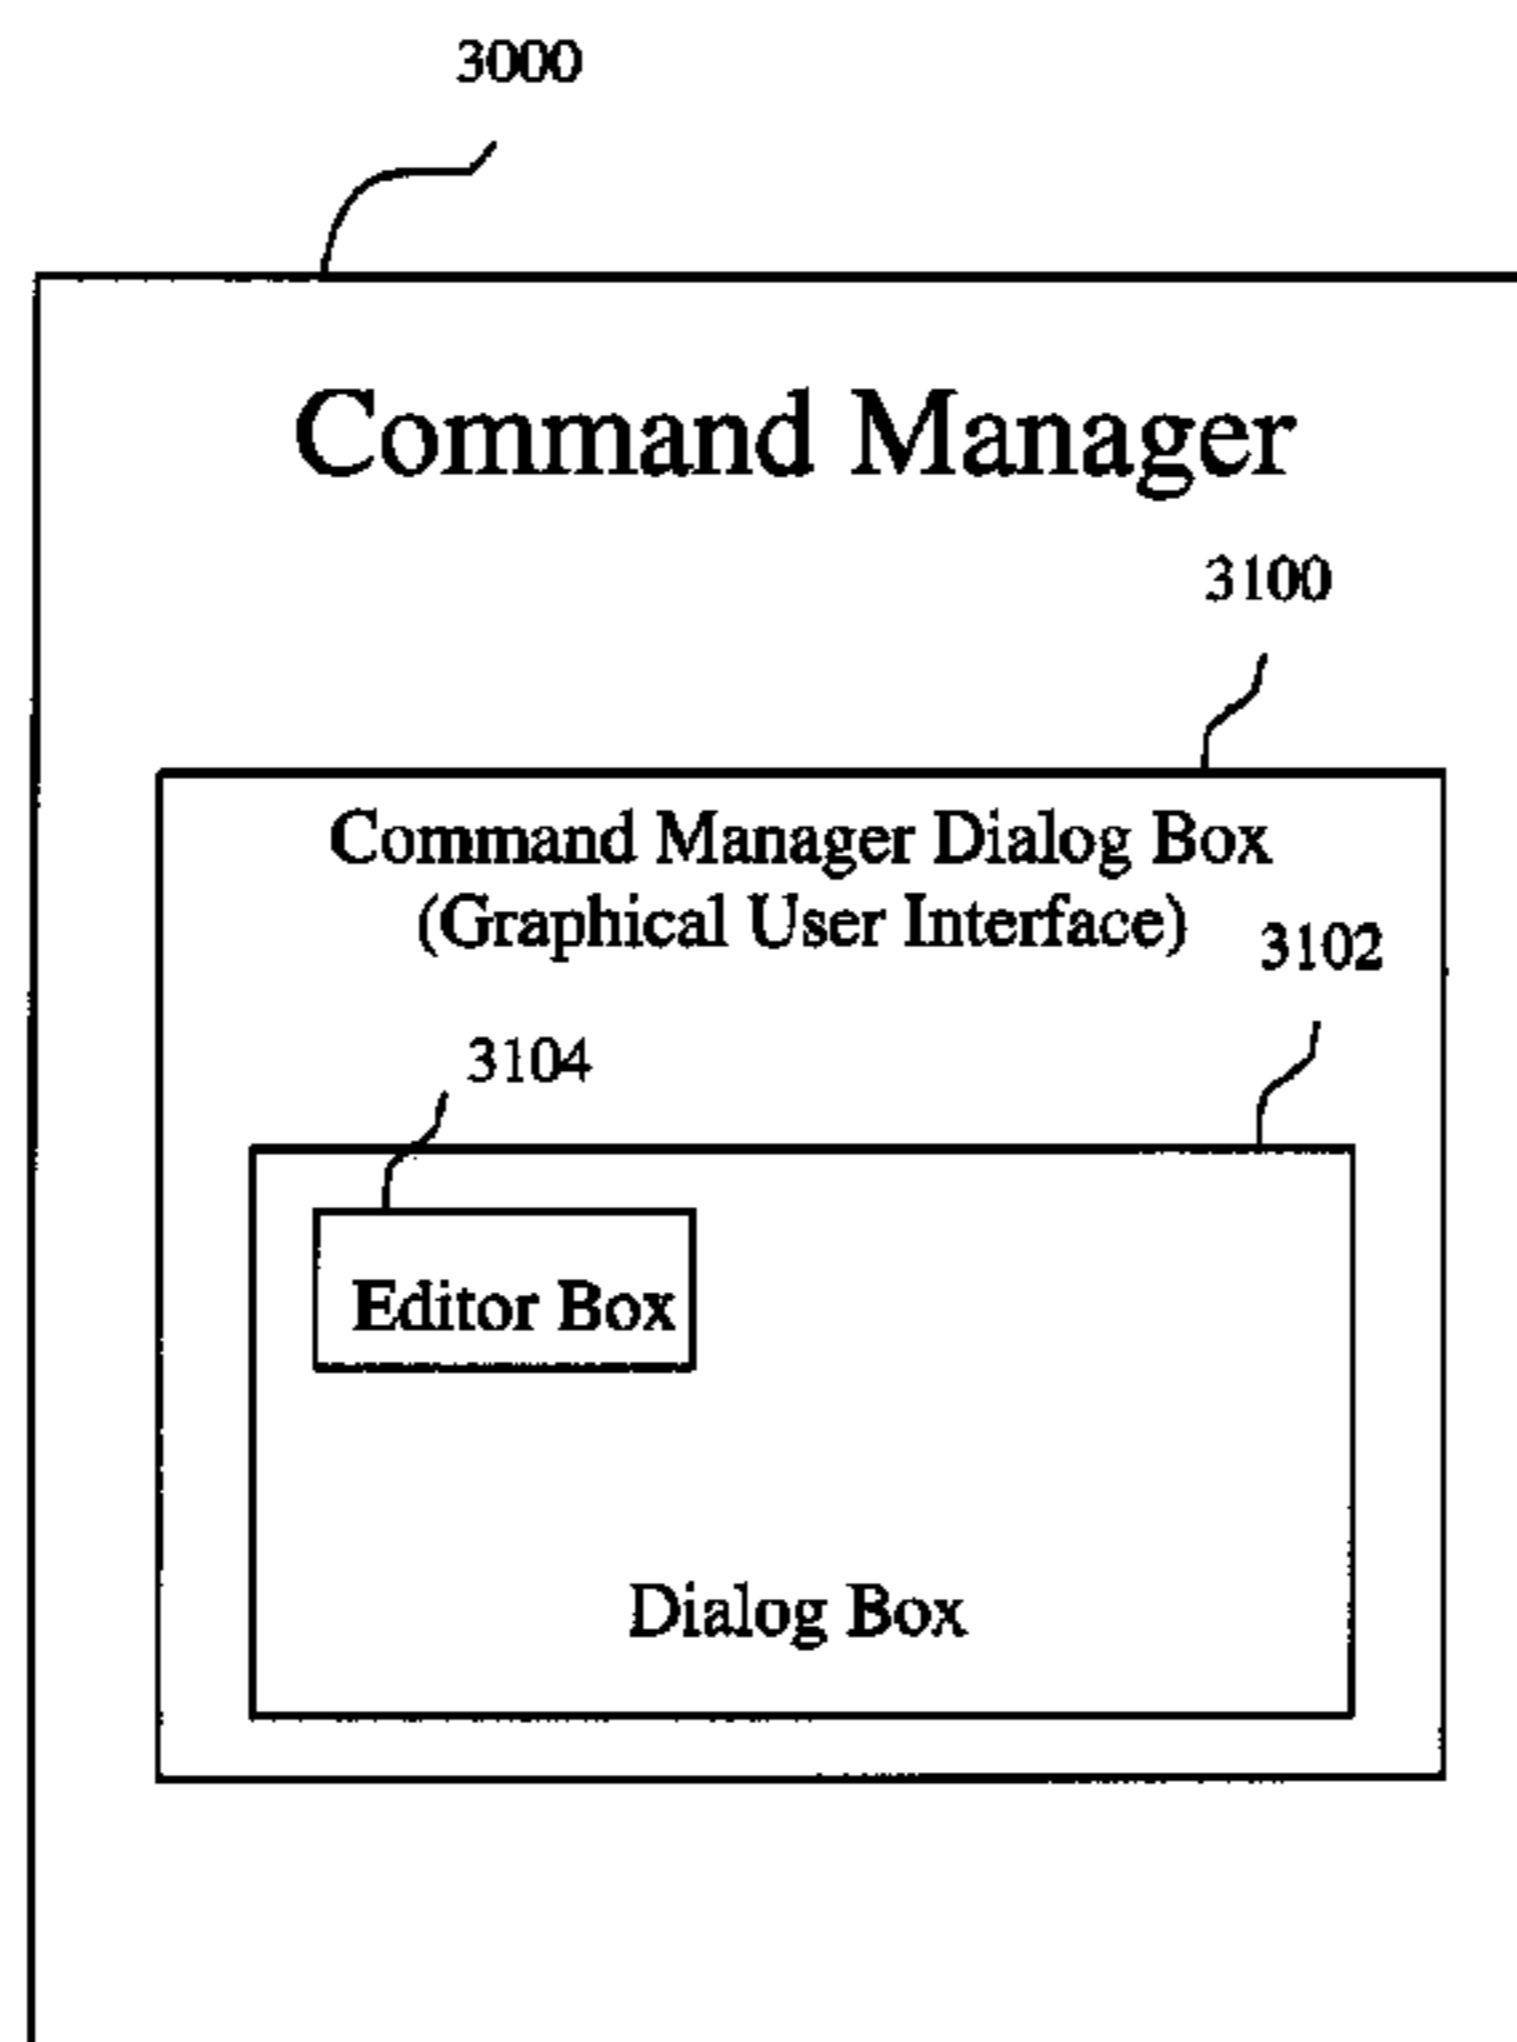 3000
Command Manager
3100
Command Manager Dialog Box
(Graphical User Interface)
3102
3104
Editor Box
Dialog Box